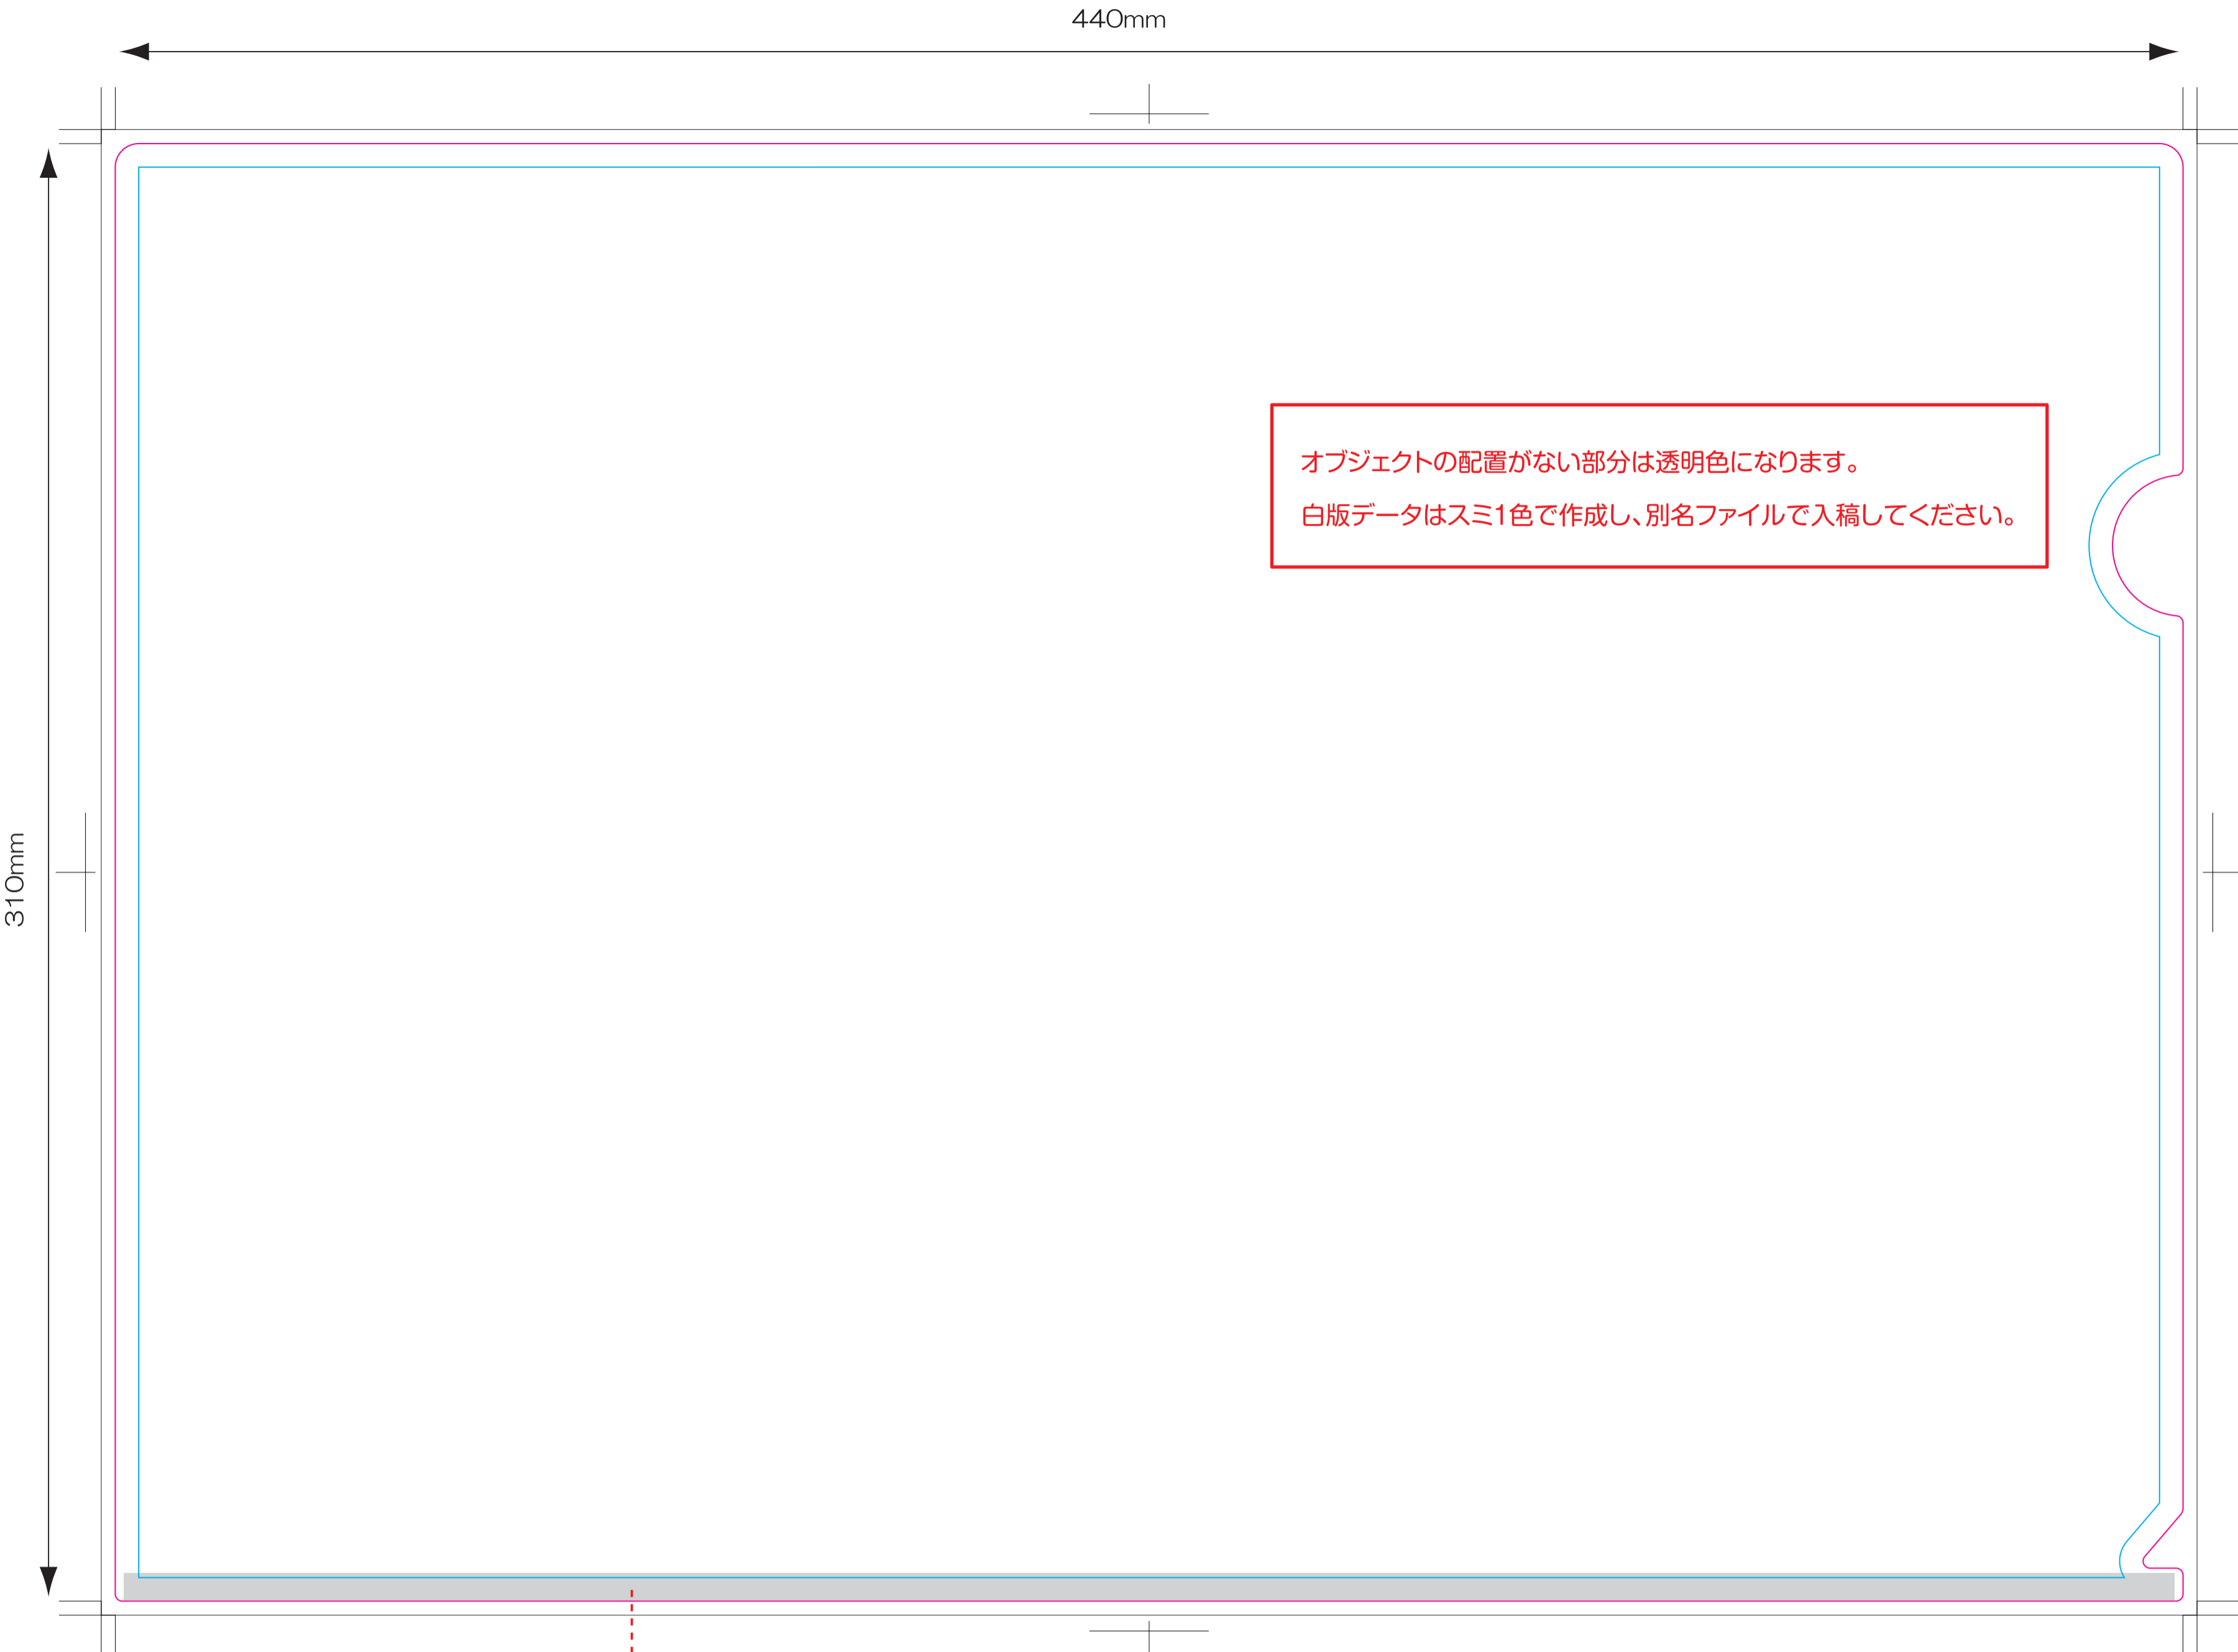 440mm
オブジェクトの配置がない部分は透明色になります。
白版データはスミ1色で作成し、別名ファイルで入稿してください。
310mm